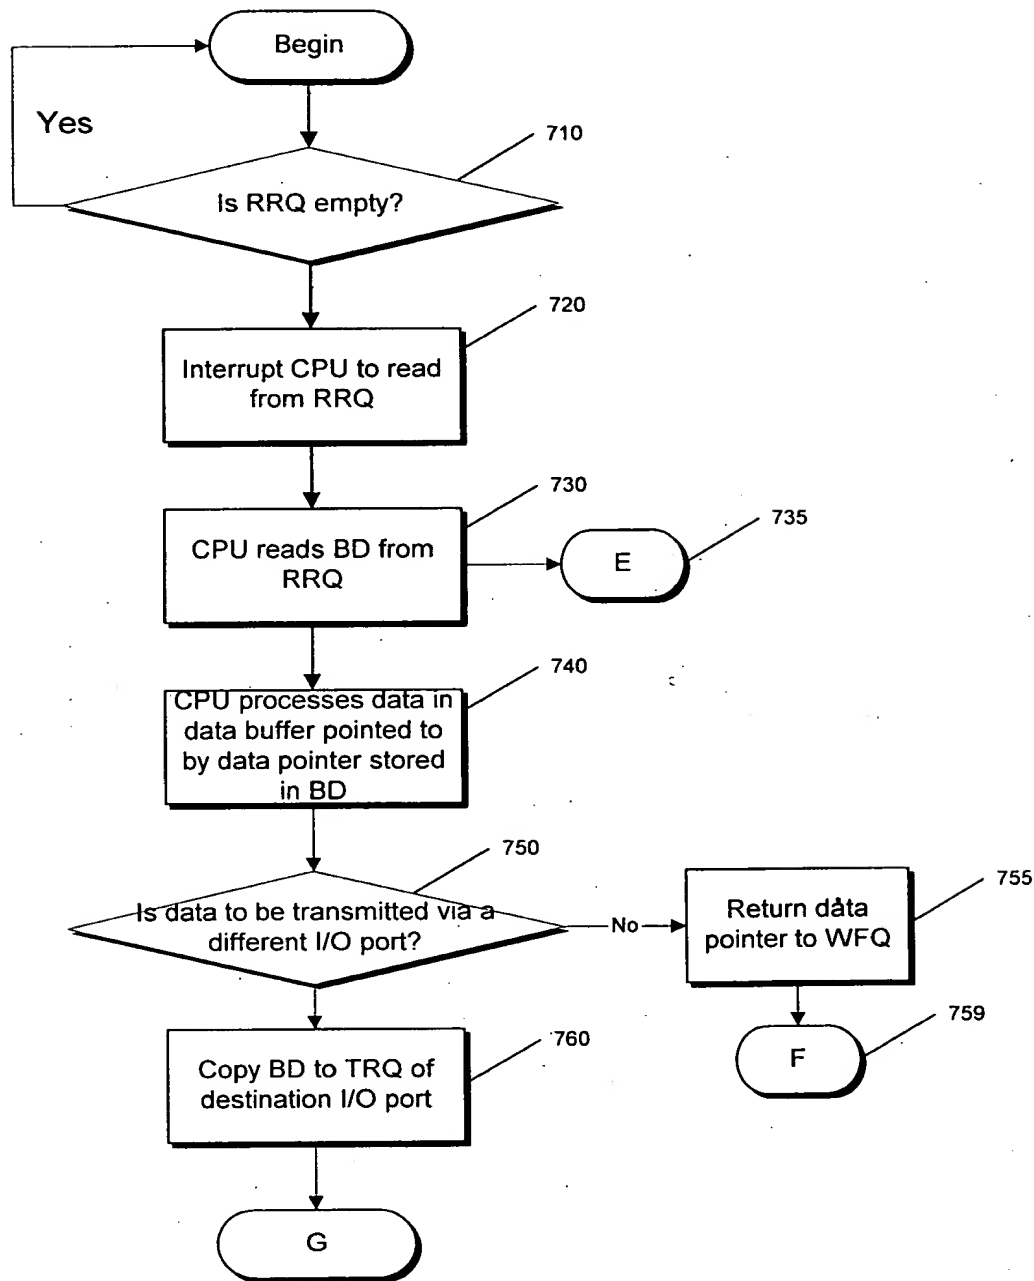 Begin
Yes
710
Is RRQ empty?
720
Interrupt CPU to read
from RRQ
730
CPU reads BD from
RRQ
735
E
740
CPU processes data in
data buffer pointed to
by data pointer stored
in BD
750
Is data to be transmitted via a
different I/O port?
No
755
Return data
pointer to WFQ
759
F
760
Copy BD to TRQ of
destination I/O port
G